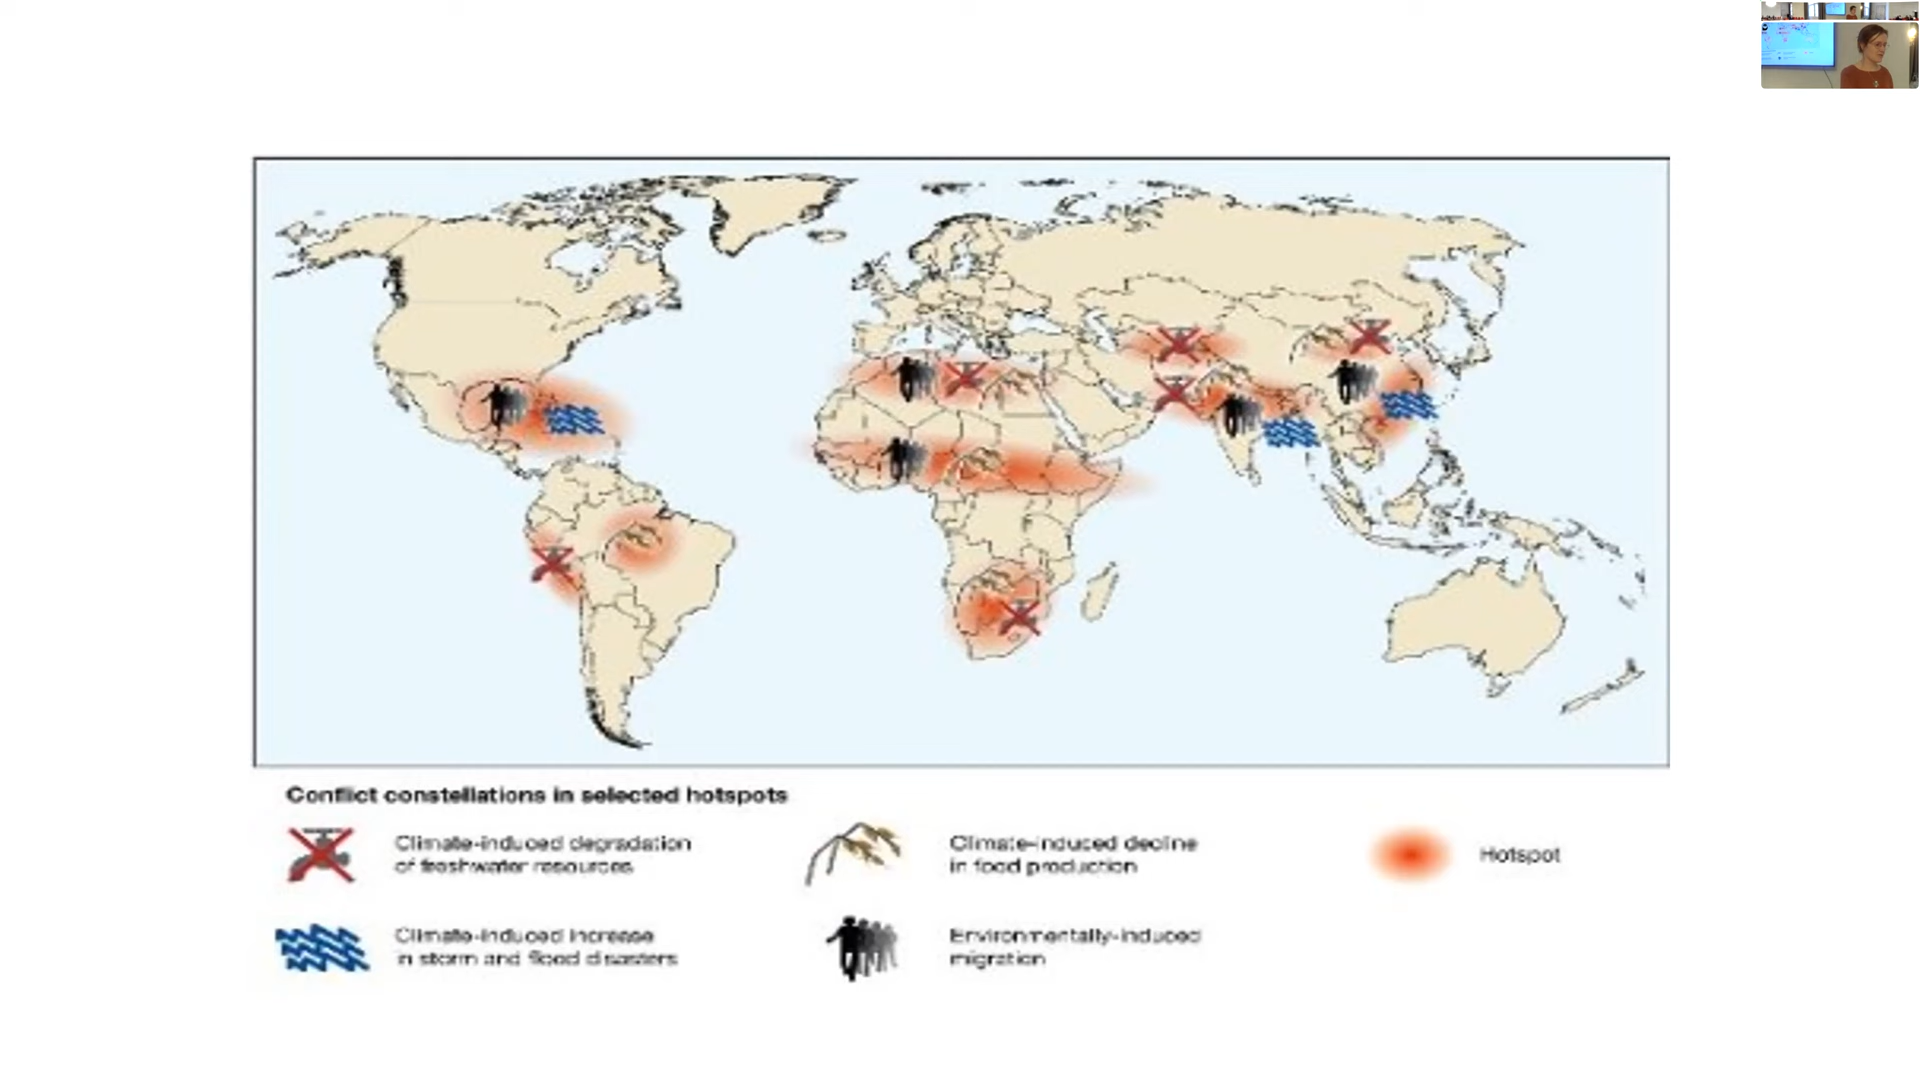 Conflict constellations in selected hotspots
Climate-induced degradation
of freshwater resources
Climate-induced decline
in food production
Hotspot
Climate-induced increase
in storm and flood disasters
Environmentally-induced
migration